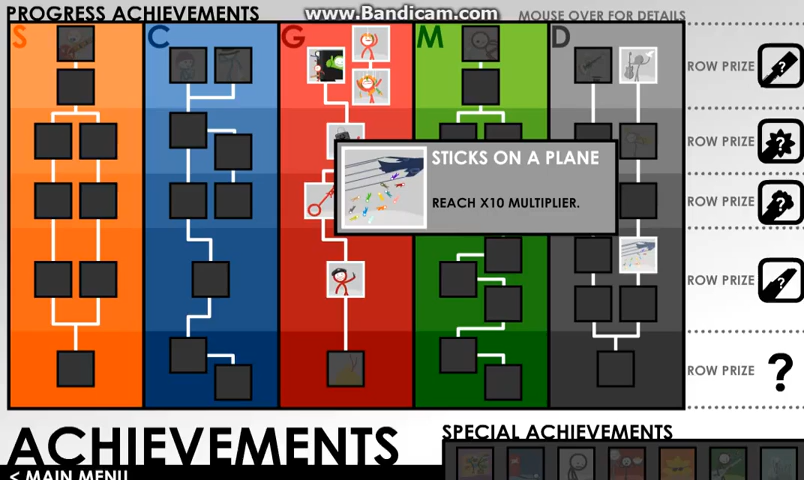 www.Bandicam.com
PROGRESS ACHIEVEMENTS
MOUSE OVER FOR DETAILS
S
C
G
M
D
ROW PRIZE ?
STICKS ON A PLANE
REACH X10 MULTIPLIER.
ROW PRIZE ?
ROW PRIZE ?
ROW PRIZE ?
ROW PRIZE ?
ACHIEVEMENTS
SPECIAL ACHIEVEMENTS
< MAIN MENU